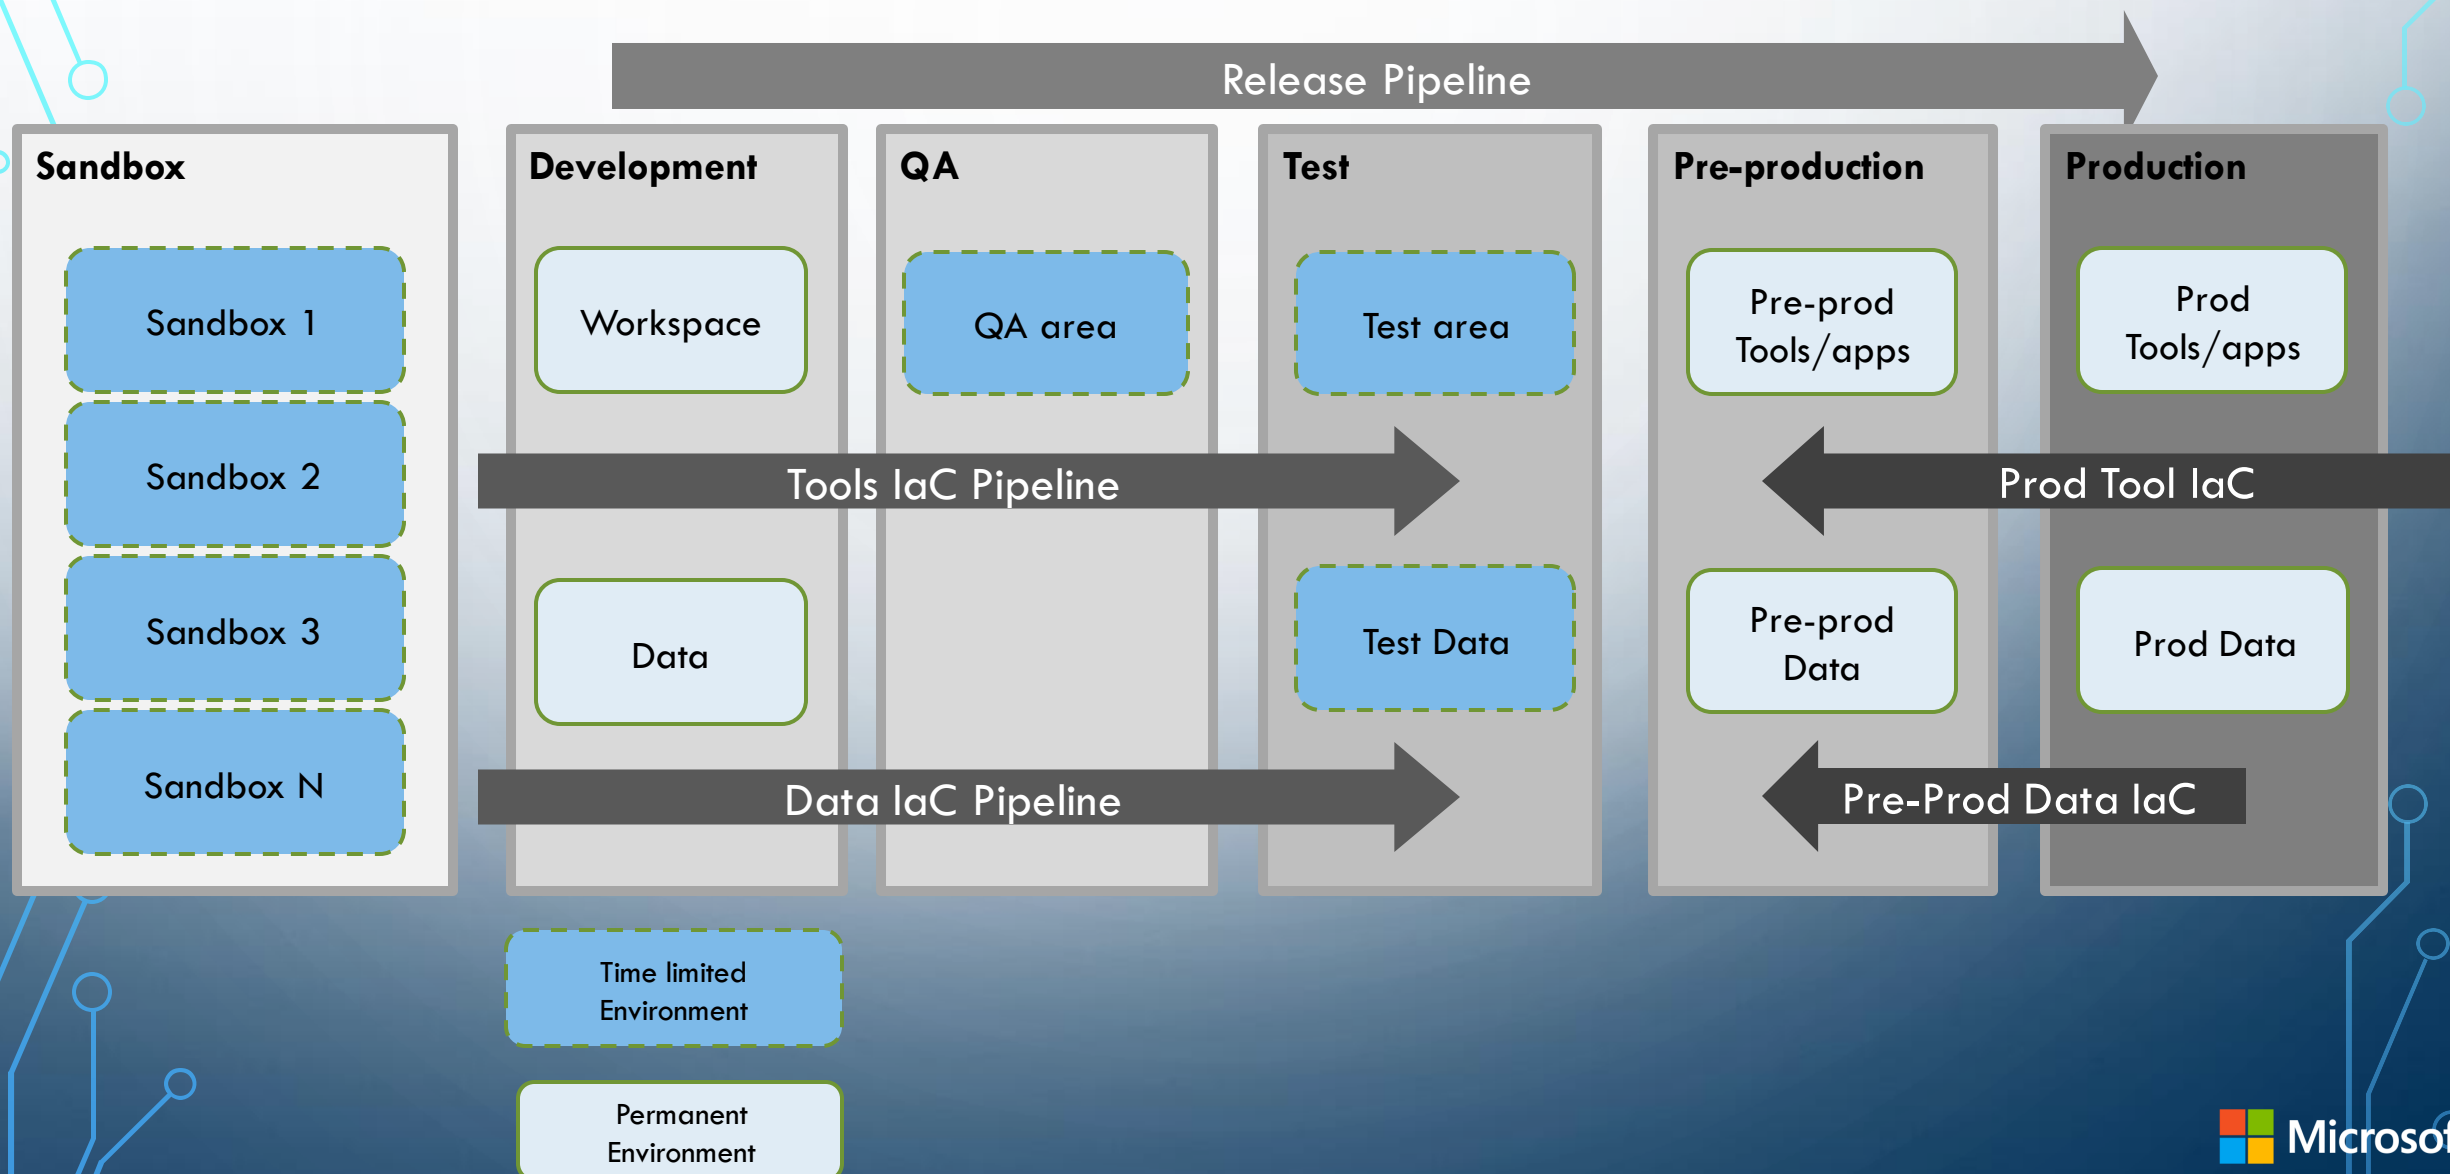 Release Pipeline
Sandbox
Development
QA
Test
Pre-production
Production
Sandbox 1
Workspace
QA area
Test area
Pre-prod
Tools/apps
Prod
Tools/apps
Sandbox 2
Tools IaC Pipeline
Prod Tool IaC
Sandbox 3
Data
Test Data
Pre-prod
Data
Prod Data
Sandbox N
Data IaC Pipeline
Pre-Prod Data IaC
Time limited
Environment
Permanent
Environment
Microsof